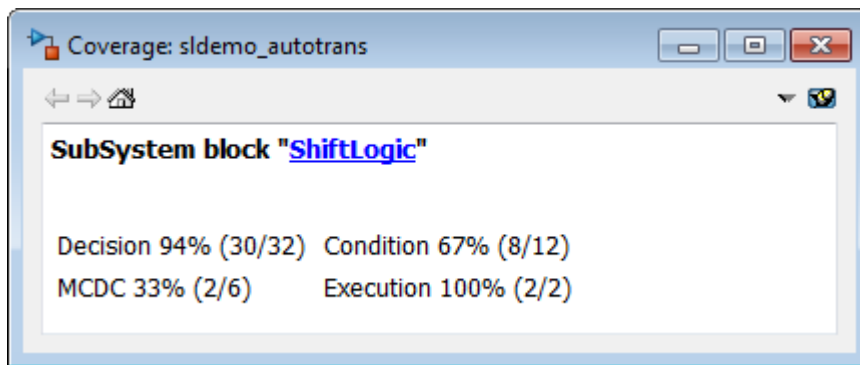 Coverage: sldemo_autotrans
SubSystem block "ShiftLogic"
Decision 94% (30/32) Condition 67% (8/12)
MCDC 33% (2/6) Execution 100% (2/2)